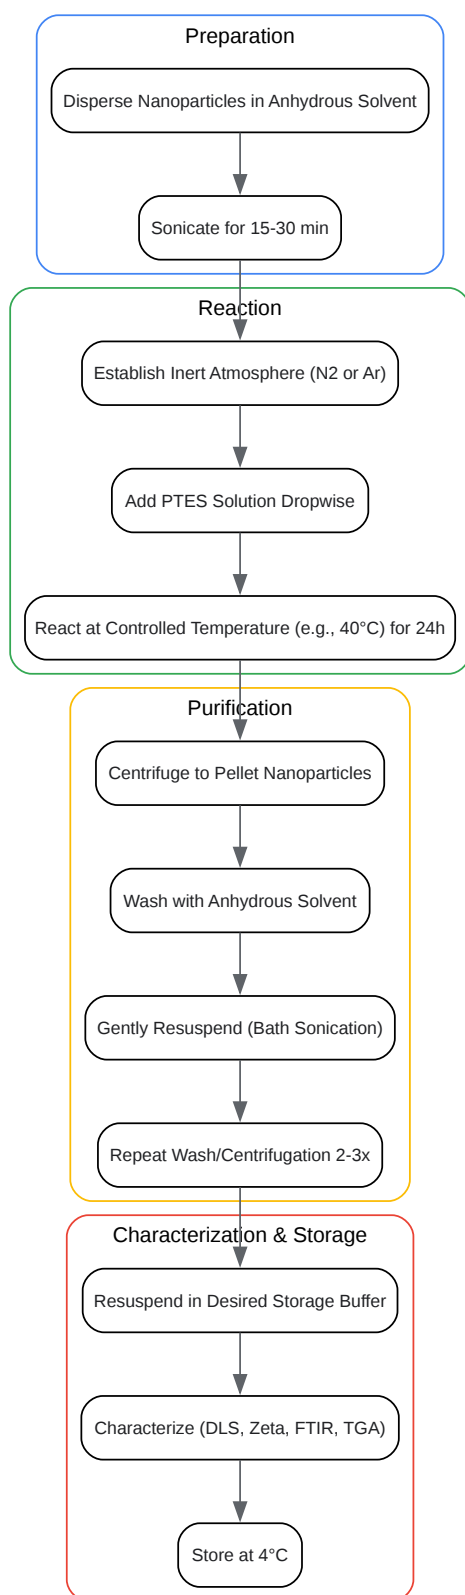 Preparation
Disperse Nanoparticles in Anhydrous Solvent
Sonicate for 15-30 min
Reaction
Establish Inert Atmosphere (N2 or Ar)
Add PTES Solution Dropwise
React at Controlled Temperature (e.g., 40°C) for 24h
Purification
Centrifuge to Pellet Nanoparticles
Wash with Anhydrous Solvent
Gently Resuspend (Bath Sonication)
Repeat Wash/Centrifugation 2-3x
Characterization & Storage
Resuspend in Desired Storage Buffer
Characterize (DLS, Zeta, FTIR, TGA)
Store at 4°C